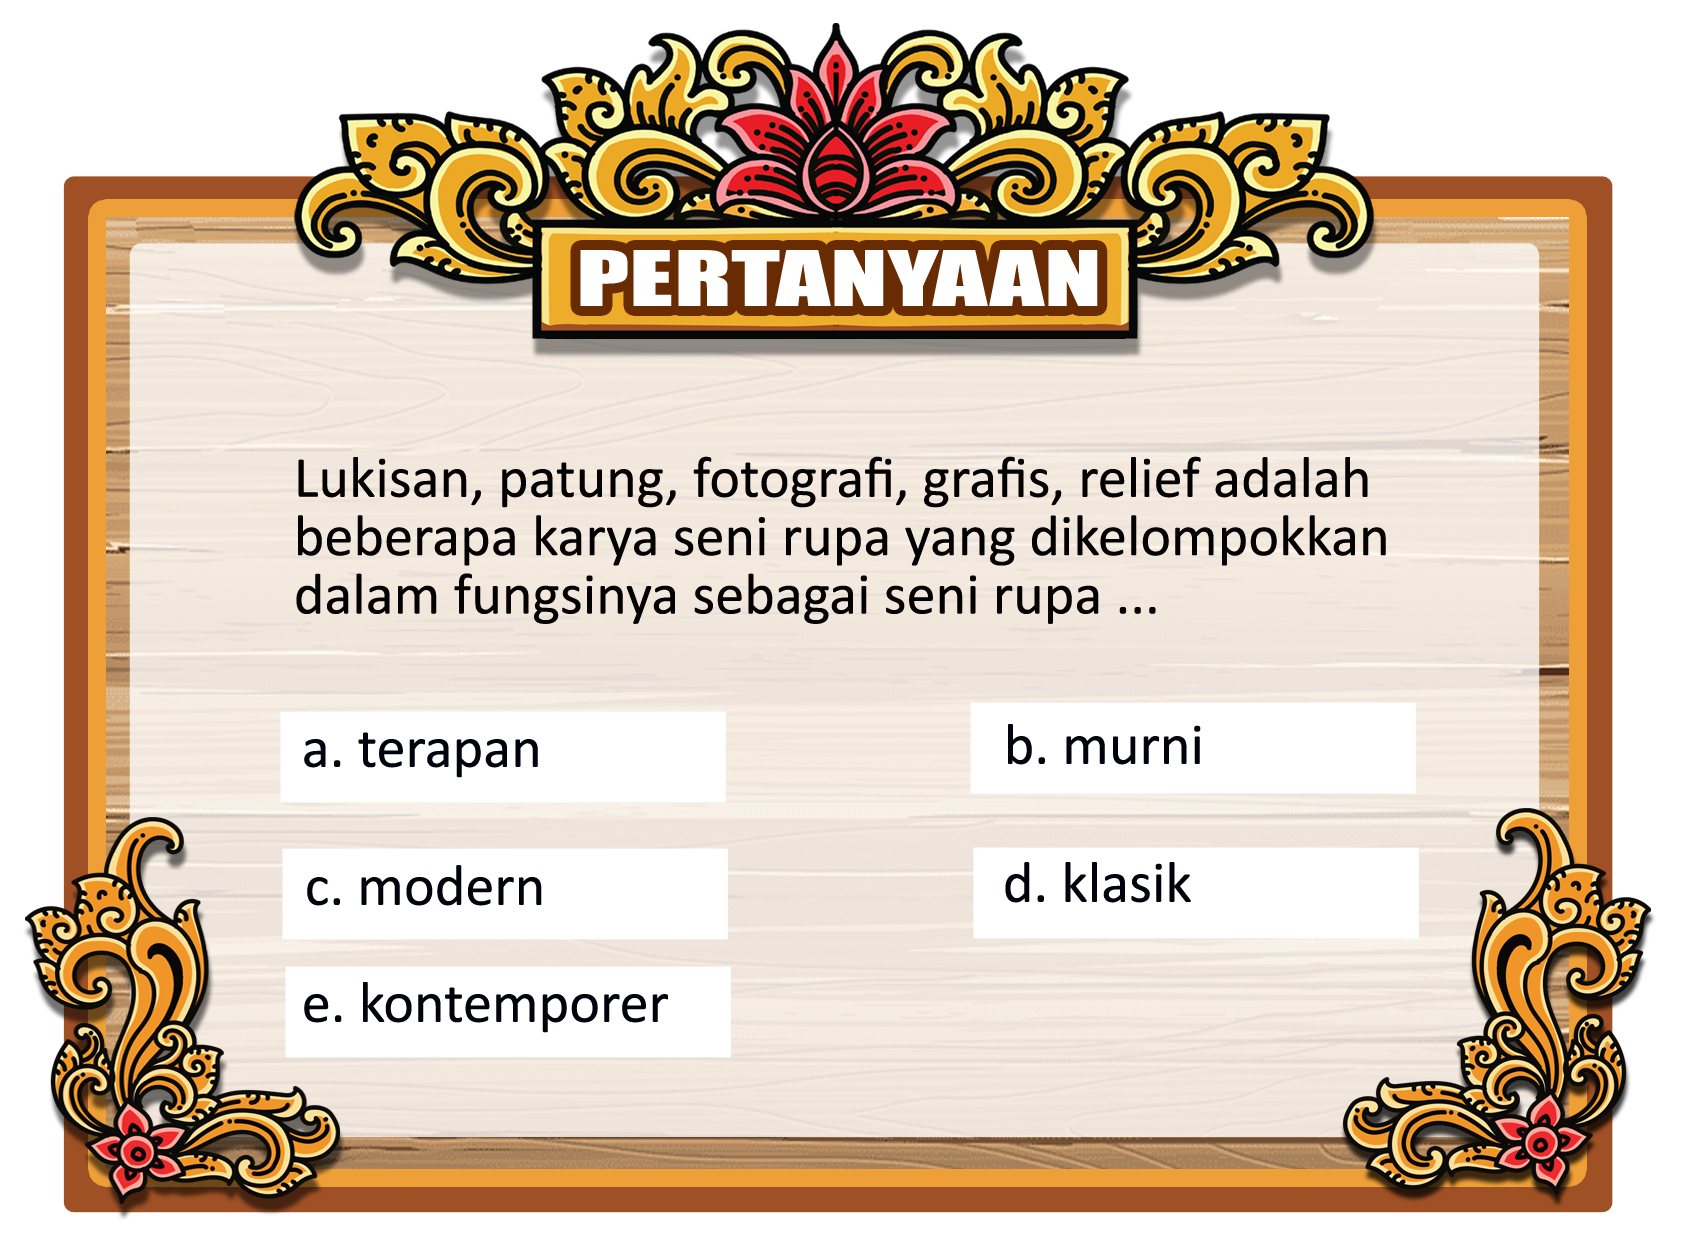 PERTANYAAN
Lukisan, patung, fotografi, grafis, relief adalah
beberapa karya seni rupa yang dikelompokkan
dalam fungsinya sebagai seni rupa ...
a. terapan
b. murni
c. modern
d. klasik
e. kontemporer